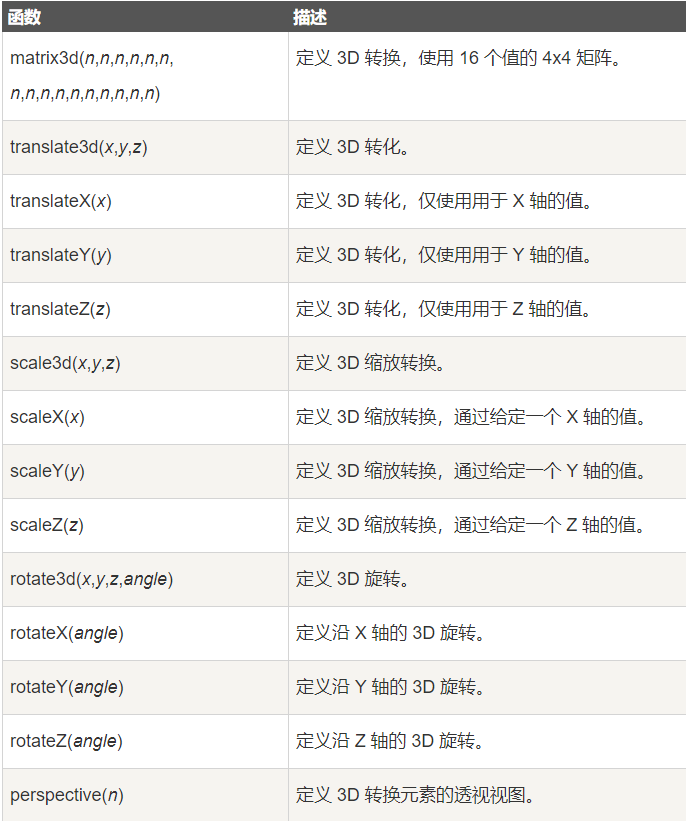 函数 描述
matrix3d(n,n,n,n,n,n, 定义 3D 转换，使用 16 个值的 4x4 矩阵。
n,n,n,n,n,n,n,n,n,n)
translate3d(x,y,z) 定义 3D 转化。
translateX(x) 定义 3D 转化，仅使用用于 X 轴的值。
translateY(y) 定义 3D 转化，仅使用用于 Y 轴的值。
translateZ(z) 定义 3D 转化，仅使用用于 Z 轴的值。
scale3d(x,y,z) 定义 3D 缩放转换。
scaleX(x) 定义 3D 缩放转换，通过给定一个 X 轴的值。
scaleY(y) 定义 3D 缩放转换，通过给定一个 Y 轴的值。
scaleZ(z) 定义 3D 缩放转换，通过给定一个 Z 轴的值。
rotate3d(x,y,z,angle) 定义 3D 旋转。
rotateX(angle) 定义沿 X 轴的 3D 旋转。
rotateY(angle) 定义沿 Y 轴的 3D 旋转。
rotateZ(angle) 定义沿 Z 轴的 3D 旋转。
perspective(n) 定义 3D 转换元素的透视视图。